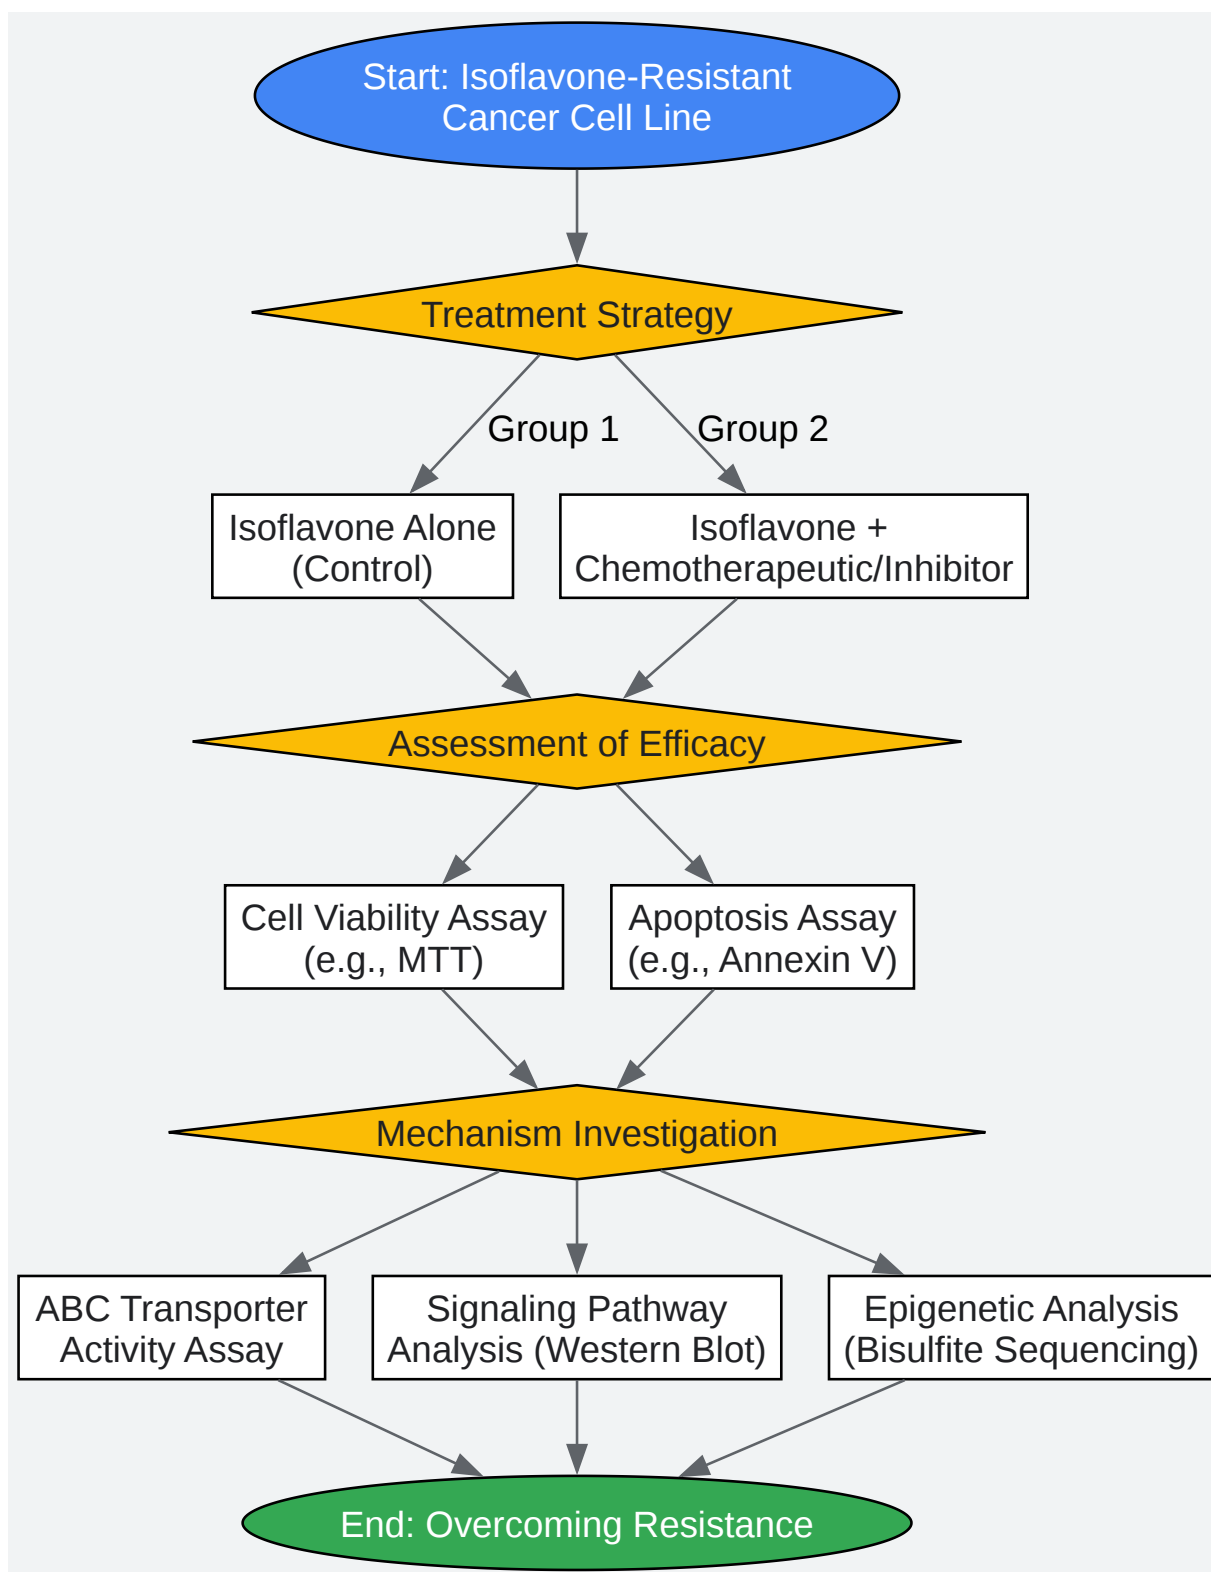 Start: Isoflavone-Resistant
Cancer Cell Line
Treatment Strategy
Group 1
Group 2
Isoflavone Alone
(Control)
Isoflavone +
Chemotherapeutic/Inhibitor
Assessment of Efficacy
Cell Viability Assay
(e.g., MTT)
Apoptosis Assay
(e.g., Annexin V)
Mechanism Investigation
ABC Transporter
Activity Assay
Signaling Pathway
Analysis (Western Blot)
Epigenetic Analysis
(Bisulfite Sequencing)
End: Overcoming Resistance